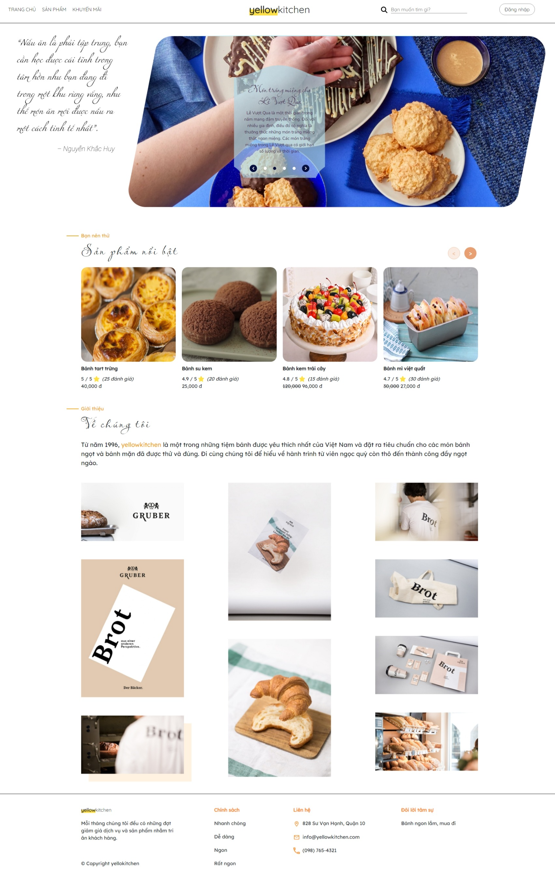 TRANG CHỦ SẢN PHẨM KHUYẾN MÃI
yellowkitchen
Bạn muốn tìm gì?
Đăng nhập
“Nấu ăn là phải tập trung, bạn
cần học được cái tinh trong
tâm hồn như bạn đang đi
trong một khu rừng vắng, như
thế món ăn mới được nấu ra
một cách tinh tế nhất”.
~ Nguyễn Khắc Huy
Món tráng miệng
Lễ Vượt Qua
Bạn nên thử
Sản phẩm nổi bật
Bánh tart trứng
5 / 5 (25 đánh giá)
40,000 đ
Bánh su kem
4.9 / 5 (20 đánh giá)
25,000 đ
Bánh kem trái cây
4.8 / 5 (15 đánh giá)
120,000 96,000 đ
Bánh mì việt quất
4.7 / 5 (30 đánh giá)
30,000 27,000 đ
Giới thiệu
Về chúng tôi
Từ năm 1996, yellowkitchen là một trong những tiệm bánh được yêu thích nhất của Việt Nam và đặt ra tiêu chuẩn cho các món bánh
ngọt và bánh mặn đã được thử và đúng. Đi cùng chúng tôi để hiểu về hành trình từ viên ngọc quý còn thô đến thành công đầy ngọt
ngào.
GRUBER
Brot
GRUBER
Brot
Der Bäcker.
Brot
Brot
Brot
Brot
yellowkitchen
Mỗi tháng chúng tôi đều có những đợt
giảm giá dịch vụ và sản phẩm nhằm tri
ân khách hàng.
© Copyright yellokitchen
Chính sách
Nhanh chóng
Dễ dàng
Ngon
Rất ngon
Liên hệ
828 Sư Vạn Hạnh, Quận 10
info@yellowkitchen.com
(098) 765-4321
Đôi lời tâm sự
Bánh ngon lắm, mua đi